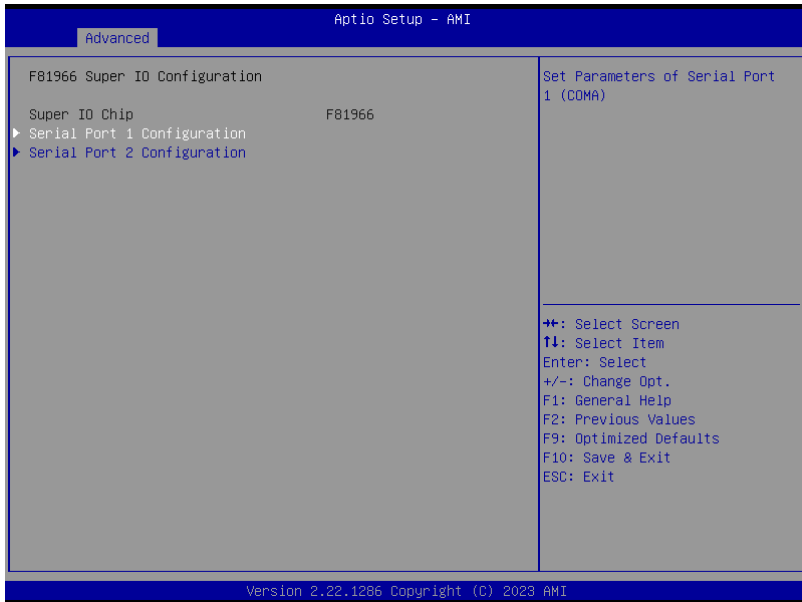 Aptio Setup – AMI
Advanced
F81966 Super IO Configuration
Super IO Chip F81966
▶ Serial Port 1 Configuration
▶ Serial Port 2 Configuration
Set Parameters of Serial Port
1 (COMA)
→←: Select Screen
↑↓: Select Item
Enter: Select
+/-: Change Opt.
F1: General Help
F2: Previous Values
F9: Optimized Defaults
F10: Save & Exit
ESC: Exit
Version 2.22.1286 Copyright (C) 2023 AMI